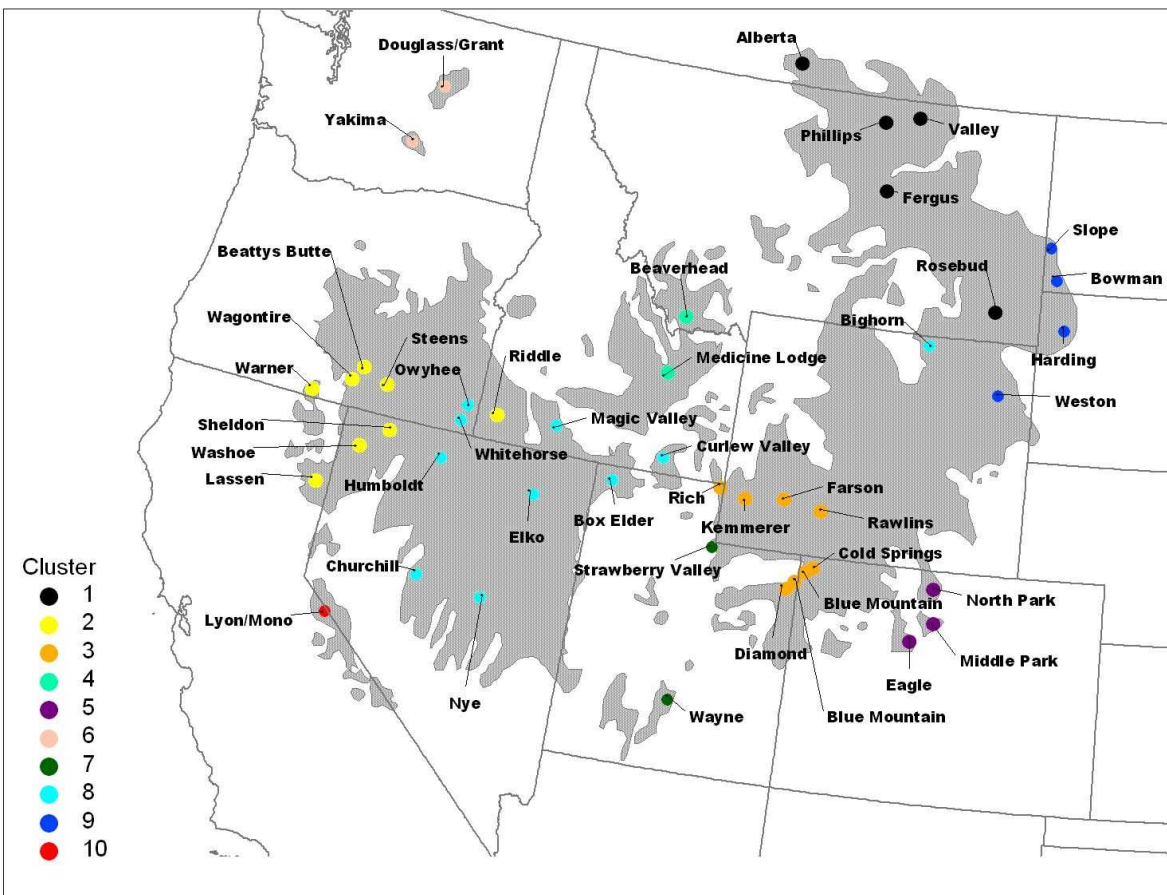 Alberta
Douglass/Grant
Yakima
Phillips
Valley
Fergus
Slope
Beattys Butte
Beaverhead
Rosebud
Bowman
Wagontire
Steens
Bighorn
Warner
Owyhee
Riddle
Medicine Lodge
Harding
Sheldon
Magic Valley
Weston
Washoe
Whitehorse
Curlew Valley
Lassen
Humboldt
Rich
Farson
Box Elder
Kemmerer
Rawlins
Elko
Cold Springs
Churchill
Strawberry Valley
Blue Mountain
North Park
Lyon/Mono
Diamond
Middle Park
Eagle
Nye
Wayne
Blue Mountain
Cluster
1
2
3
4
5
6
7
8
9
10